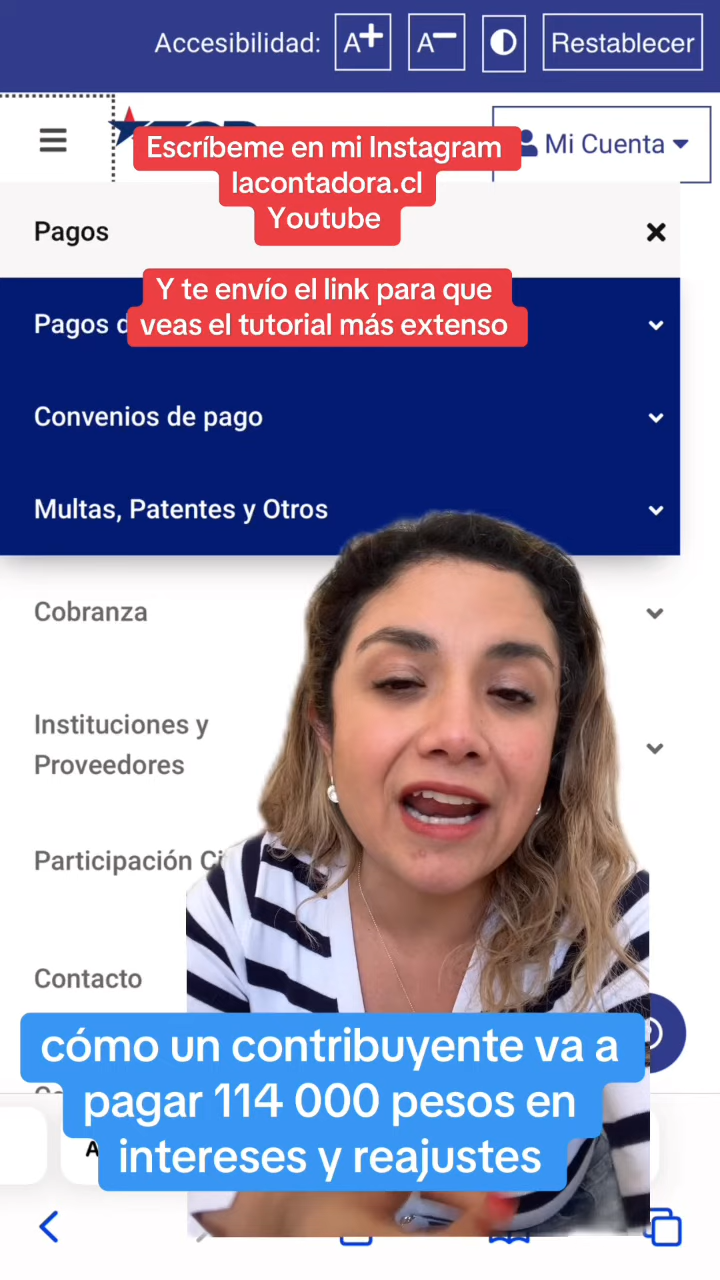 Accesibilidad: A+ A− Restablecer
Mi Cuenta
Escríbeme en mi Instagram
lacontadora.cl
Youtube
Pagos
Y te envío el link para que
veas el tutorial más extenso
Pagos
Convenios de pago
Multas, Patentes y Otros
Cobranza
Instituciones y
Proveedores
Participación
Contacto
cómo un contribuyente va a
pagar 114 000 pesos en
intereses y reajustes